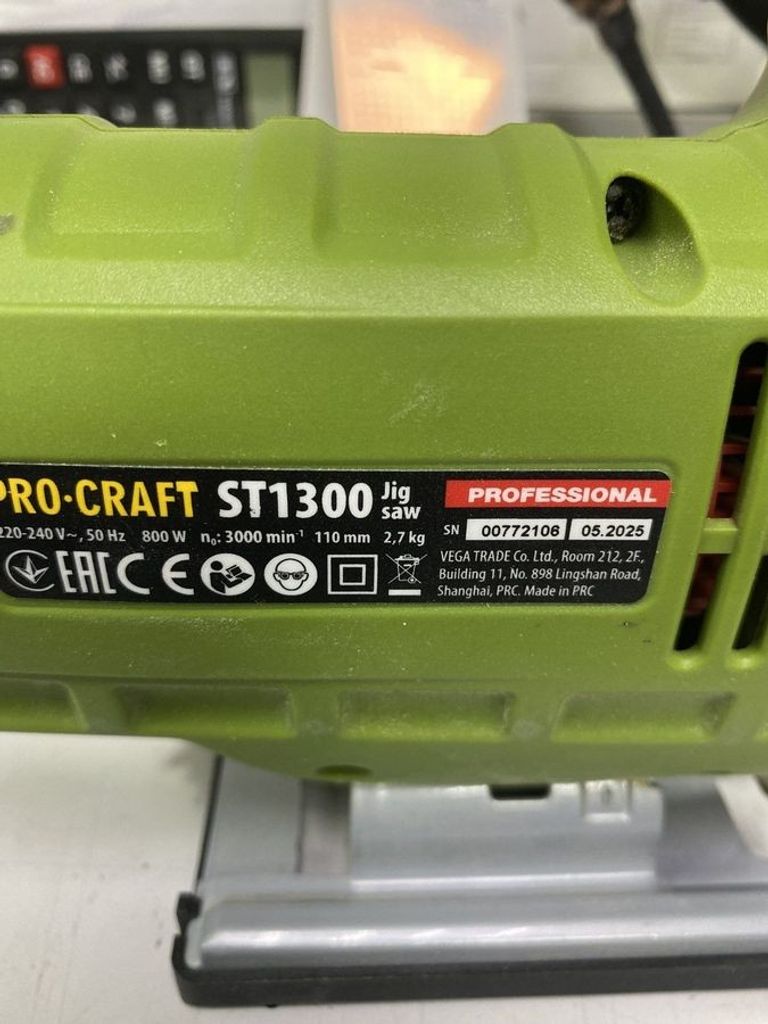 PRO·CRAFT ST1300 Jig saw
PROFESSIONAL
220-240 V~, 50 Hz 800 W n₀: 3000 min⁻¹ 110 mm 2,7 kg
SN 00772106 05.2025
EAC CE
VEGA TRADE Co. Ltd., Room 212, 2F.,
Building 11, No. 898 Lingshan Road,
Shanghai, PRC. Made in PRC